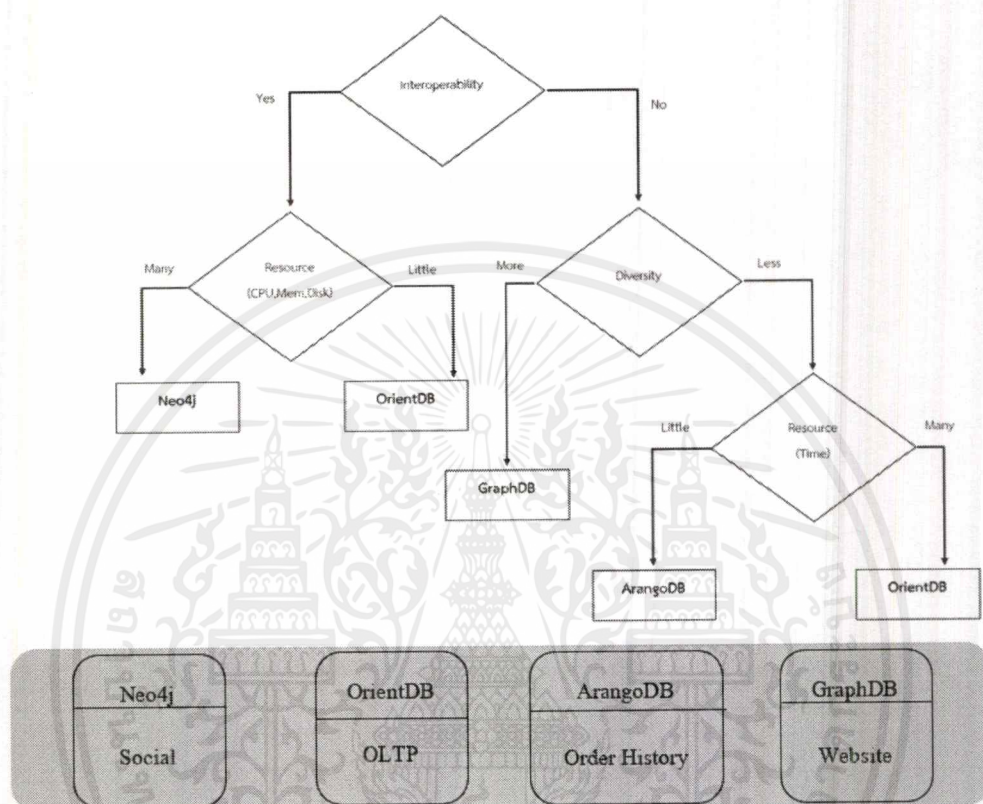 Interoperability
Yes
No
Many
Resource
(CPU,Mem,Disk)
Little
More
Diversity
Less
Neo4j
OrientDB
Little
Resource
(Time)
Many
GraphDB
ArangoDB
OrientDB
Neo4j
Social
OrientDB
OLTP
ArangoDB
Order History
GraphDB
Website